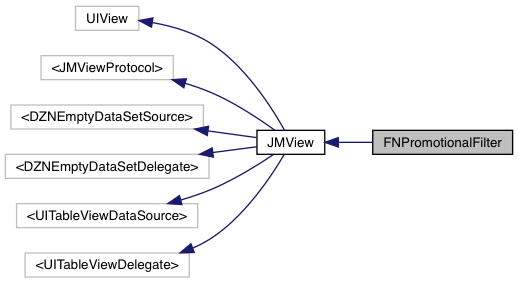 UIView
<JMViewProtocol>
<DZNEmptyDataSetSource>
JMView
FNPromotionalFilter
<DZNEmptyDataSetDelegate>
<UITableViewDataSource>
<UITableViewDelegate>